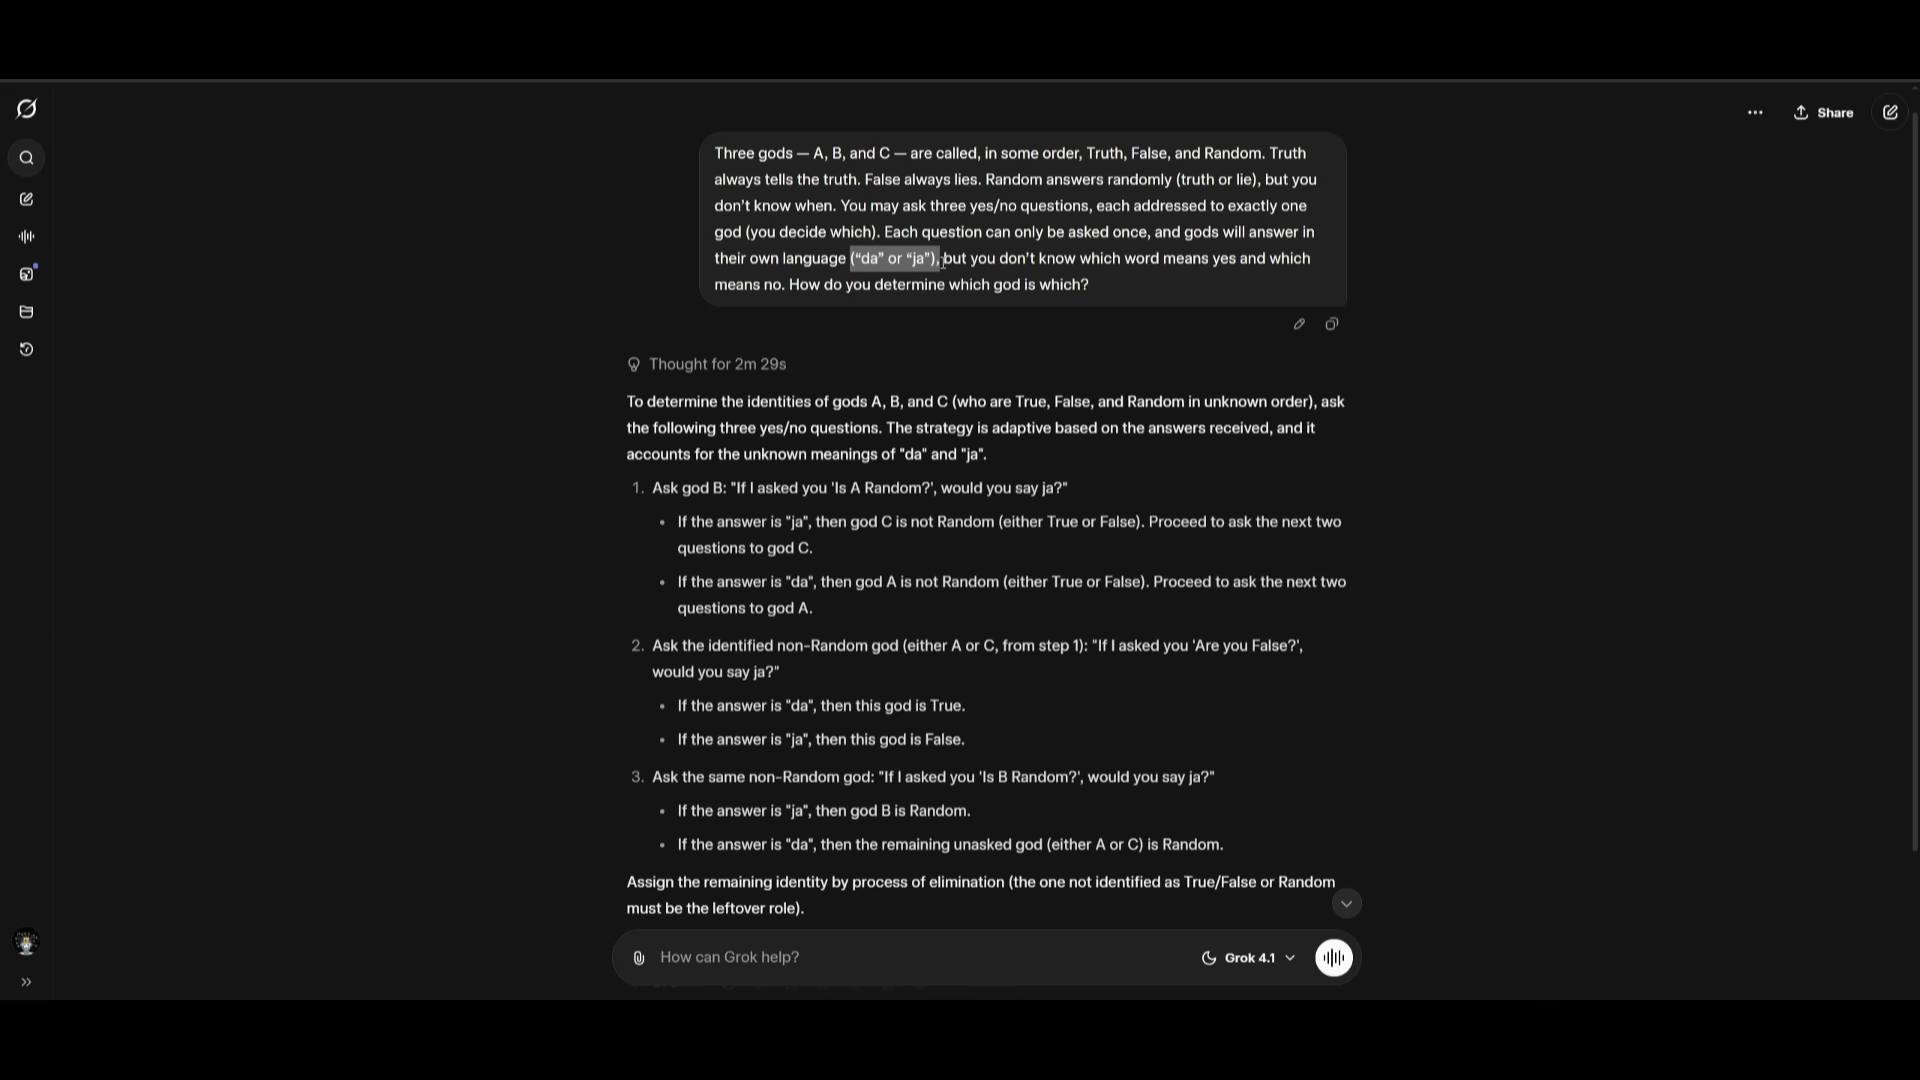 Share
Three gods — A, B, and C — are called, in some order, Truth, False, and Random. Truth
always tells the truth. False always lies. Random answers randomly (truth or lie), but you
don’t know when. You may ask three yes/no questions, each addressed to exactly one
god (you decide which). Each question can only be asked once, and gods will answer in
their own language (“da” or “ja”), but you don’t know which word means yes and which
means no. How do you determine which god is which?
Thought for 2m 29s
To determine the identities of gods A, B, and C (who are True, False, and Random in unknown order), ask
the following three yes/no questions. The strategy is adaptive based on the answers received, and it
accounts for the unknown meanings of "da" and "ja".
1. Ask god B: "If I asked you 'Is A Random?', would you say ja?"
• If the answer is "ja", then god C is not Random (either True or False). Proceed to ask the next two
questions to god C.
• If the answer is "da", then god A is not Random (either True or False). Proceed to ask the next two
questions to god A.
2. Ask the identified non-Random god (either A or C, from step 1): "If I asked you 'Are you False?',
would you say ja?"
• If the answer is "da", then this god is True.
• If the answer is "ja", then this god is False.
3. Ask the same non-Random god: "If I asked you 'Is B Random?', would you say ja?"
• If the answer is "ja", then god B is Random.
• If the answer is "da", then the remaining unasked god (either A or C) is Random.
Assign the remaining identity by process of elimination (the one not identified as True/False or Random
must be the leftover role).
How can Grok help?
Grok 4.1